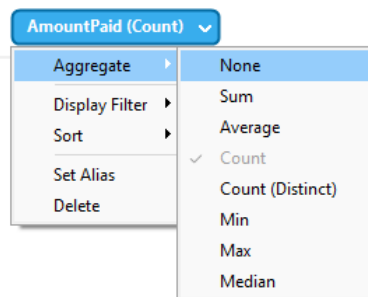 AmountPaid (Count)
Aggregate
Display Filter
Sort
Set Alias
Delete
None
Sum
Average
Count
Count (Distinct)
Min
Max
Median